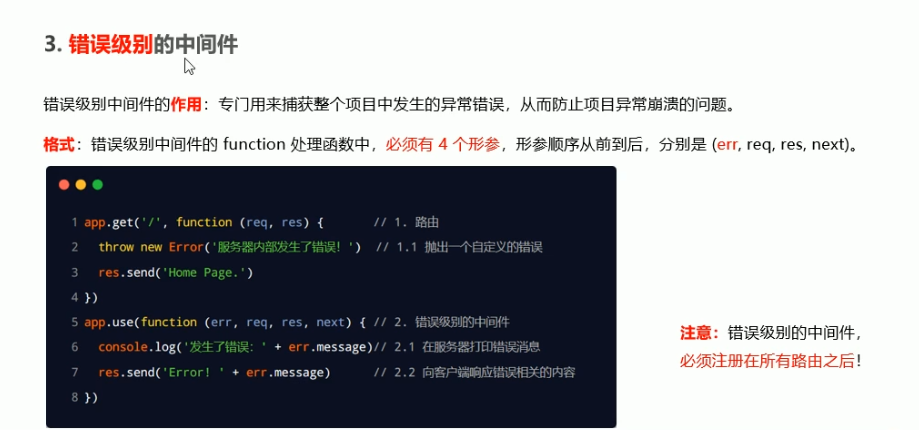 3. 错误级别的中间件
错误级别中间件的作用：专门用来捕获整个项目中发生的异常错误，从而防止项目异常崩溃的问题。
格式：错误级别中间件的 function 处理函数中，必须有 4 个形参，形参顺序从前到后，分别是 (err, req, res, next)。
1 app.get('/', function (req, res) { // 1. 路由
2 throw new Error('服务器内部发生了错误！') // 1.1 抛出一个自定义的错误
3 res.send('Home Page.')
4 })
5 app.use(function (err, req, res, next) { // 2. 错误级别的中间件
6 console.log('发生了错误：' + err.message)// 2.1 在服务器打印错误消息
7 res.send('Error! ' + err.message) // 2.2 向客户端响应错误相关的内容
8 })
注意：错误级别的中间件，
必须注册在所有路由之后！